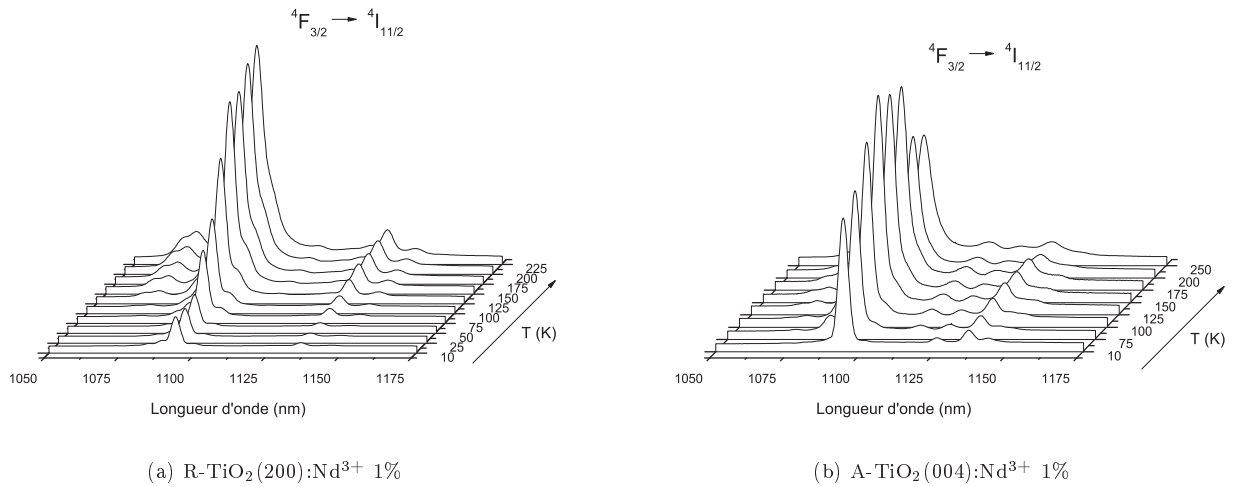 ⁴F₃/₂ → ⁴I₁₁/₂
225
200
175
150
125
100
75
50
25
10
T (K)
1050 1075 1100 1125 1150 1175
Longueur d'onde (nm)
(a) R-TiO₂(200):Nd³⁺ 1%
⁴F₃/₂ → ⁴I₁₁/₂
250
200
175
150
125
100
75
10
T (K)
1050 1075 1100 1125 1150 1175
Longueur d'onde (nm)
(b) A-TiO₂(004):Nd³⁺ 1%